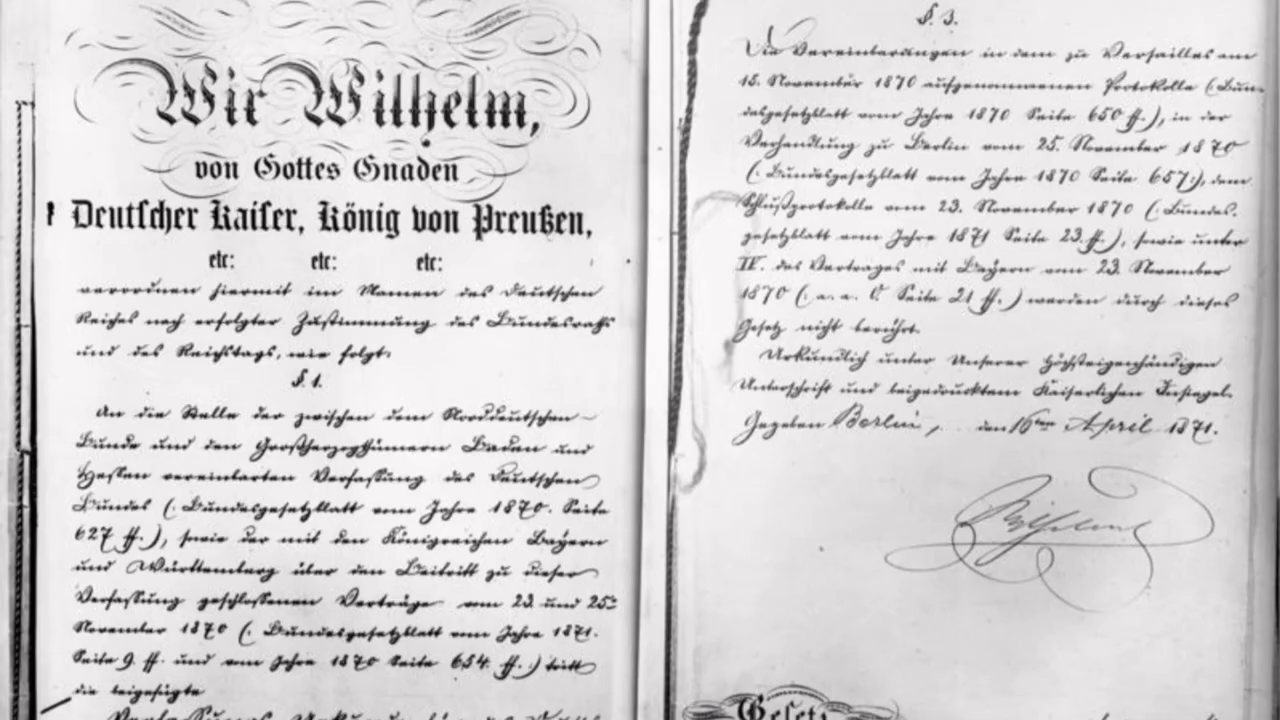 Wir Wilhelm,
von Gottes Gnaden
Deutscher Kaiser, König von Preußen,
etc: etc: etc:
verordnen hiermit im Namen des Deutschen
Reiches nach erfolgter Zustimmung des Bundesraths
und des Reichstags, wie folgt:
§. 1.
An die Stelle der zwischen dem Norddeutschen
Bunde und den Großherzogthümern Baden und
Hessen vereinbarten Verfassung des Deutschen
Bundes (: Bundesgesetzblatt vom Jahre 1870. Seite
627 ff.), sowie der mit den Königreichen Bayern
und Württemberg über den Beitritt zu dieser
Verfassung geschlossenen Verträge vom 23 und 25.
November 1870 (: Bundesgesetzblatt vom Jahre 1871.
Seite 9. ff. und vom Jahre 1870 Seite 654. ff.:) tritt
die beigefügte
Verfassungs-Urkunde für das Deutsche
§. 3.
Die Vereinbarungen in dem zu Versailles am
15. November 1870 aufgenommenen Protokolle (: Bun-
desgesetzblatt vom Jahre 1870 Seite 650 ff.), in der
Verhandlung zu Berlin vom 25. November 1870
(: Bundesgesetzblatt vom Jahre 1870 Seite 657:), dem
Schlußprotokolle vom 23. November 1870 (: Bundes-
gesetzblatt vom Jahre 1871 Seite 23. ff.), sowie unter
IV. des Vertrages mit Bayern vom 23. November
1870 (: a. a. O. Seite 21 ff.) werden durch dieses
Gesetz nicht berührt.
Urkundlich unter Unserer Höchsteigenhändigen
Unterschrift und beigedrucktem Kaiserlichen Insiegel.
Gegeben Berlin, den 16ten April 1871.
Wilhelm
Gesetz